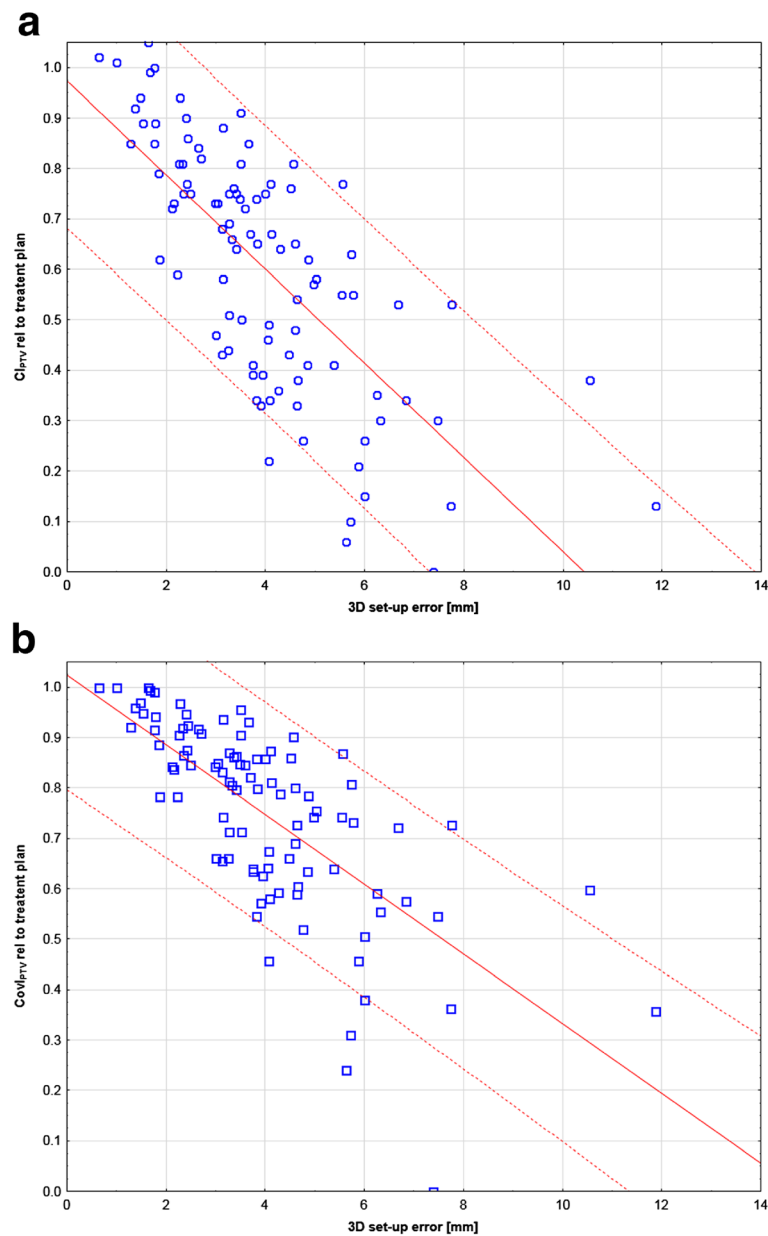 a
1.0
0.9
0.8
0.7
0.6
0.5
0.4
0.3
0.2
0.1
0.0
CIPTV rel to treatent plan
0 2 4 6 8 10 12 14
3D set-up error [mm]
b
1.0
0.9
0.8
0.7
0.6
0.5
0.4
0.3
0.2
0.1
0.0
CovIPTV rel to treatent plan
0 2 4 6 8 10 12 14
3D set-up error [mm]